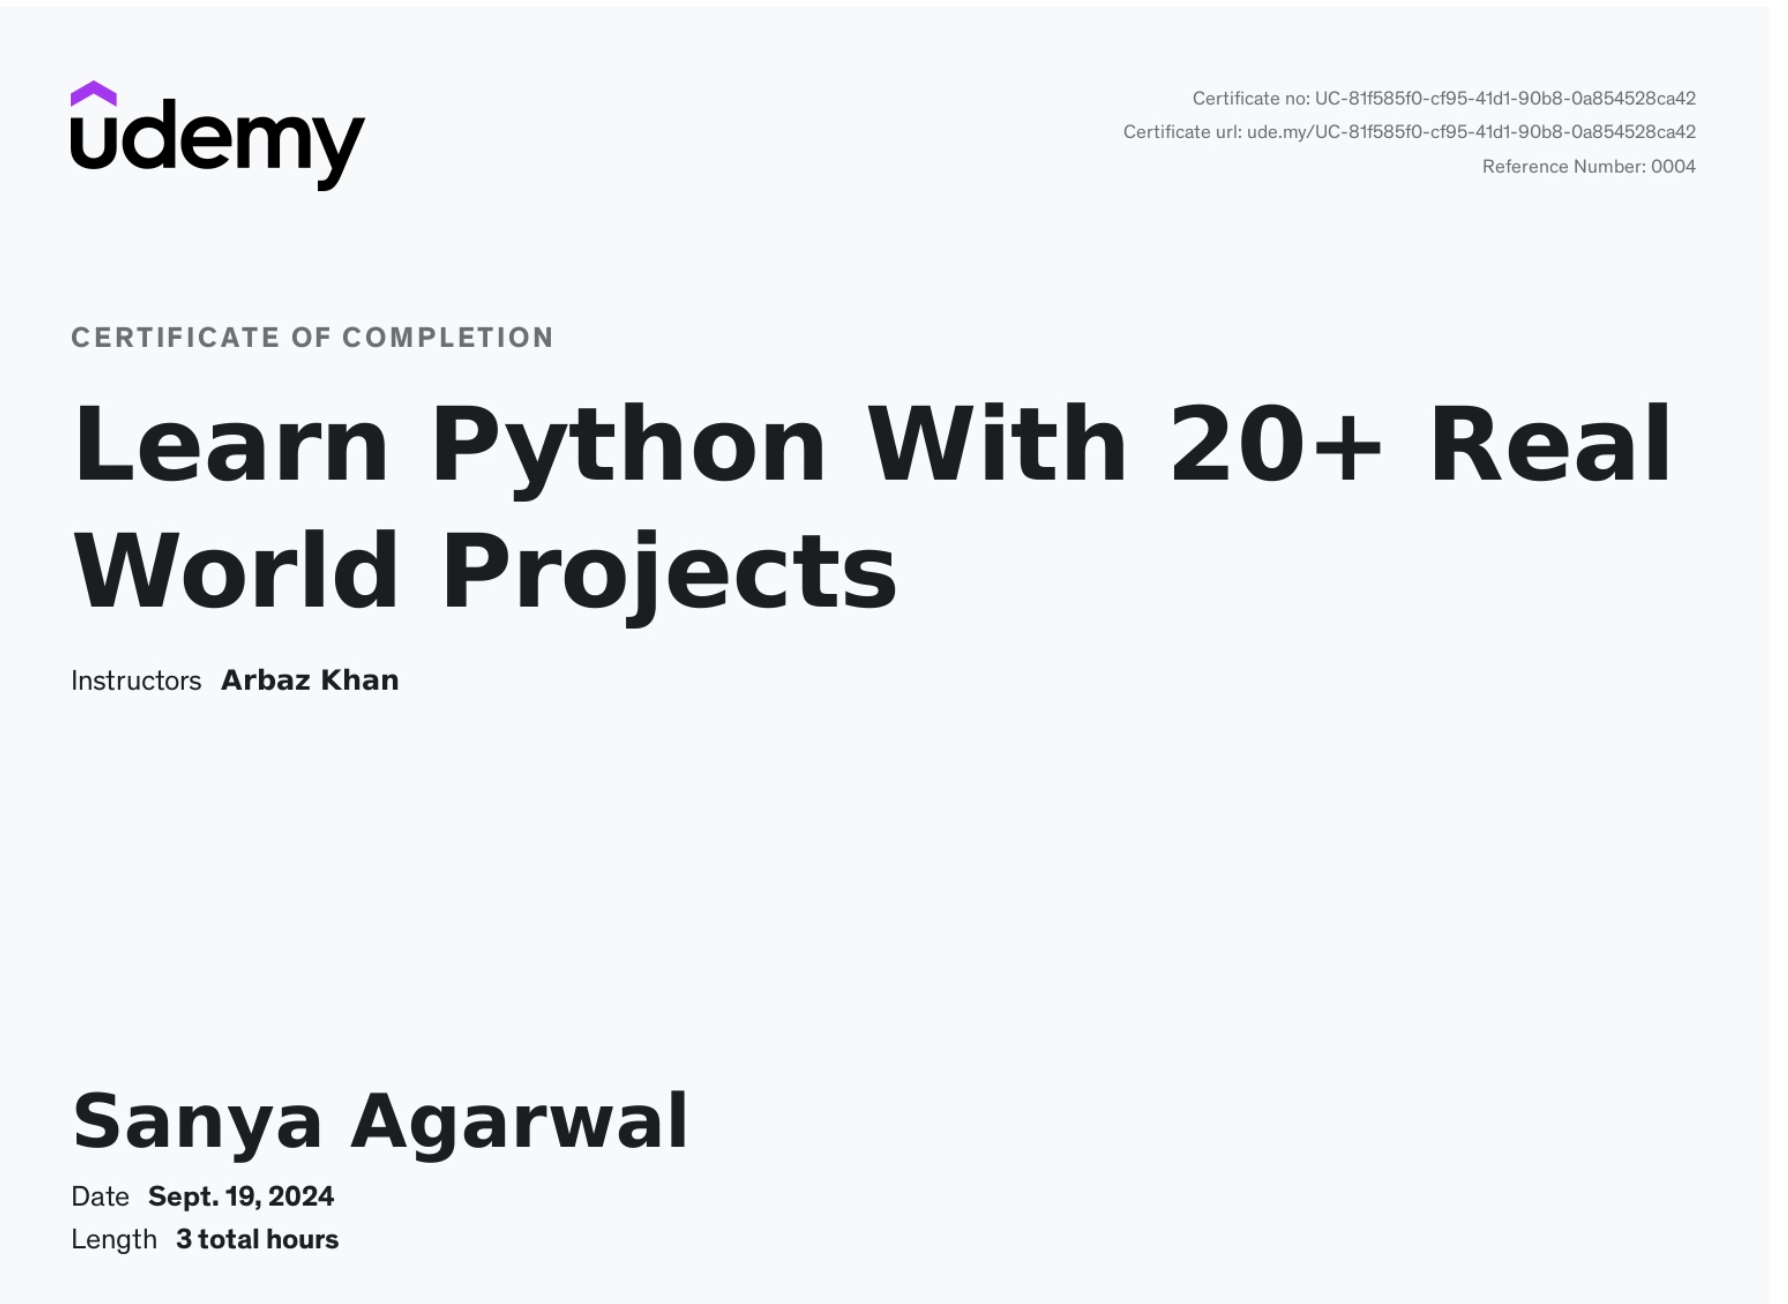 udemy
Certificate no: UC-81f585f0-cf95-41d1-90b8-0a854528ca42
Certificate url: ude.my/UC-81f585f0-cf95-41d1-90b8-0a854528ca42
Reference Number: 0004
CERTIFICATE OF COMPLETION
Learn Python With 20+ Real
World Projects
Instructors Arbaz Khan
Sanya Agarwal
Date Sept. 19, 2024
Length 3 total hours